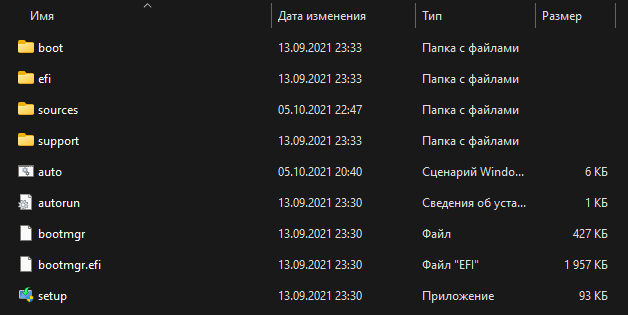 Имя Дата изменения Тип Размер
boot 13.09.2021 23:33 Папка с файлами
efi 13.09.2021 23:33 Папка с файлами
sources 05.10.2021 22:47 Папка с файлами
support 13.09.2021 23:33 Папка с файлами
auto 05.10.2021 20:40 Сценарий Windo... 6 КБ
autorun 13.09.2021 23:30 Сведения об уста... 1 КБ
bootmgr 13.09.2021 23:30 Файл 427 КБ
bootmgr.efi 13.09.2021 23:30 Файл "EFI" 1 957 КБ
setup 13.09.2021 23:30 Приложение 93 КБ